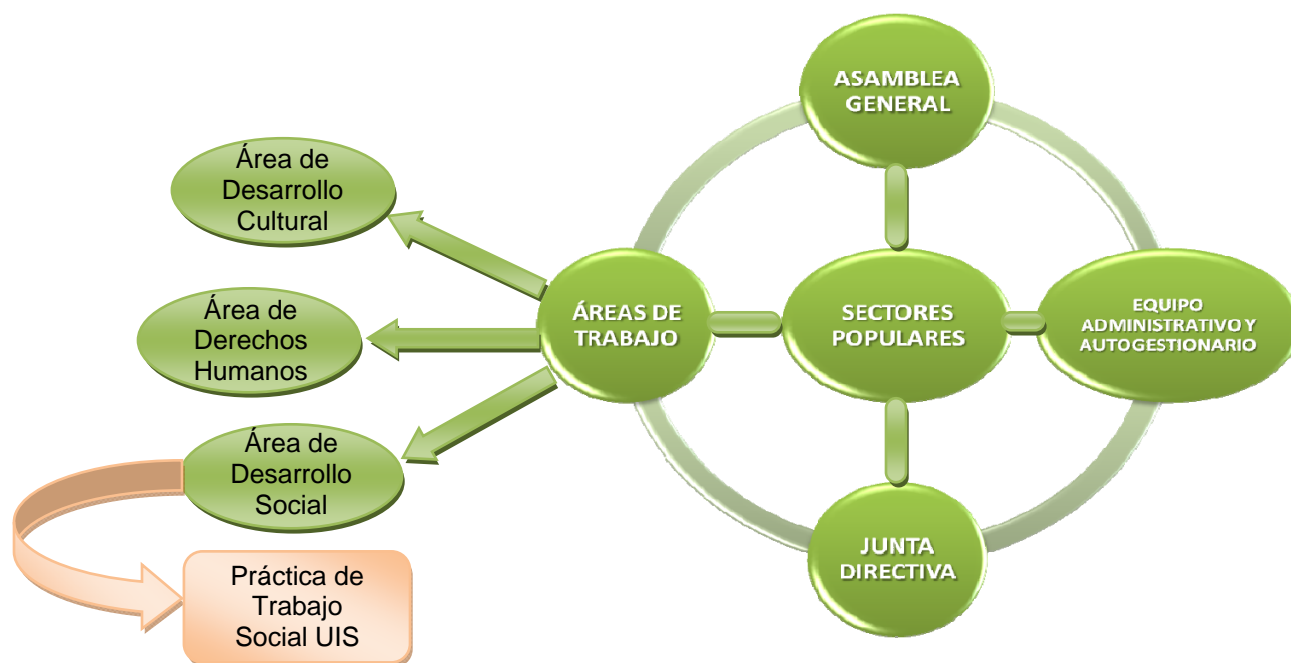 ASAMBLEA
GENERAL
Área de
Desarrollo
Cultural
Área de
Derechos
Humanos
ÁREAS DE
TRABAJO
SECTORES
POPULARES
EQUIPO
ADMINISTRATIVO Y
AUTOGESTIONARIO
Área de
Desarrollo
Social
JUNTA
DIRECTIVA
Práctica de
Trabajo
Social UIS